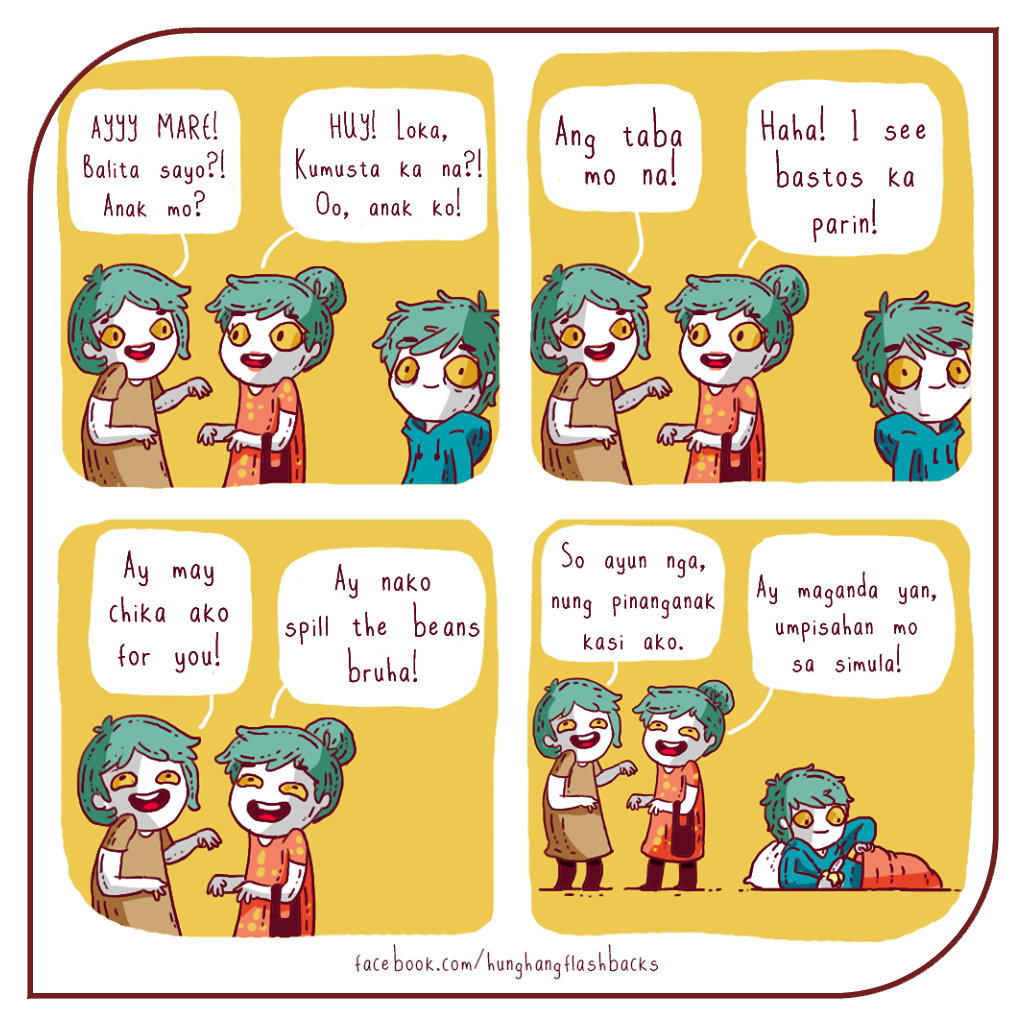 AYYY MARE!
Balita sayo?!
Anak mo?
HUY! Loka,
Kumusta ka na?!
Oo, anak ko!
Ang taba
mo na!
Haha! I see
bastos ka
parin!
Ay may
chika ako
for you!
Ay nako
spill the beans
bruha!
So ayun nga,
nung pinanganak
kasi ako.
Ay maganda yan,
umpisahan mo
sa simula!
facebook.com/hunghangflashbacks